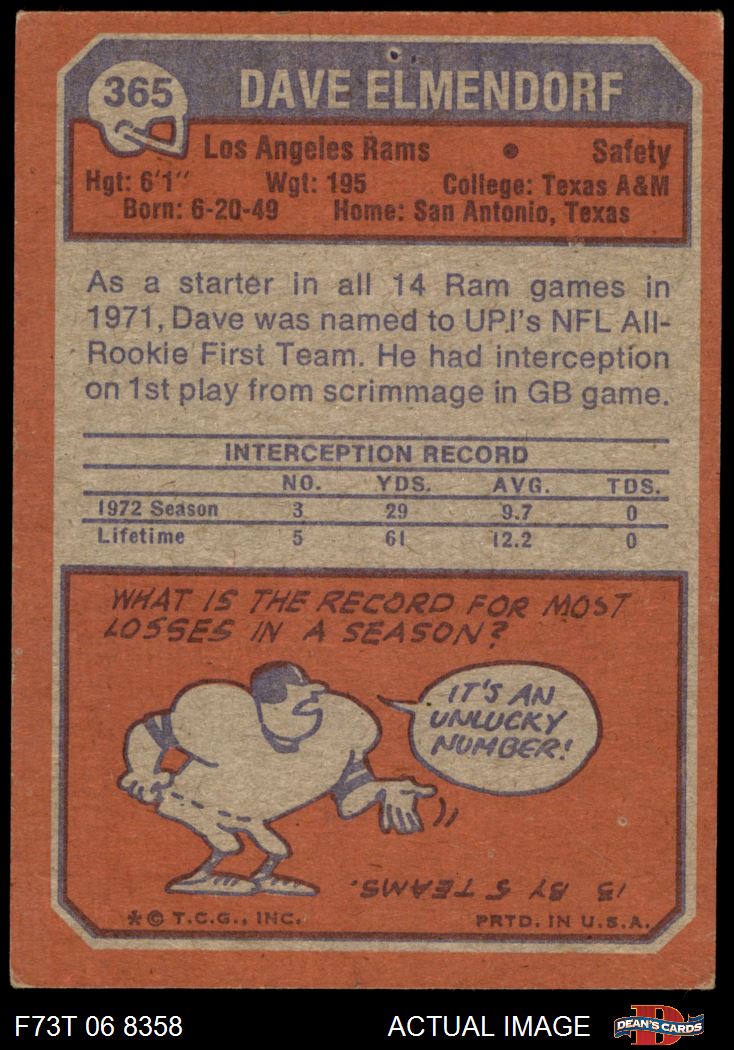 365
DAVE ELMENDORF
Los Angeles Rams • Safety
Hgt: 6'1" Wgt: 195 College: Texas A&M
Born: 6-20-49 Home: San Antonio, Texas
As a starter in all 14 Ram games in
1971, Dave was named to UPI's NFL All-
Rookie First Team. He had interception
on 1st play from scrimmage in GB game.
INTERCEPTION RECORD
NO. YDS. AVG. TDS.
1972 Season 3 29 9.7 0
Lifetime 5 61 12.2 0
WHAT IS THE RECORD FOR MOST
LOSSES IN A SEASON?
IT'S AN
UNLUCKY
NUMBER!
13 BY 5 TEAMS.
* © T.C.G., INC. PRTD. IN U.S.A.
F73T 06 8358 ACTUAL IMAGE
D
DEAN'S CARDS